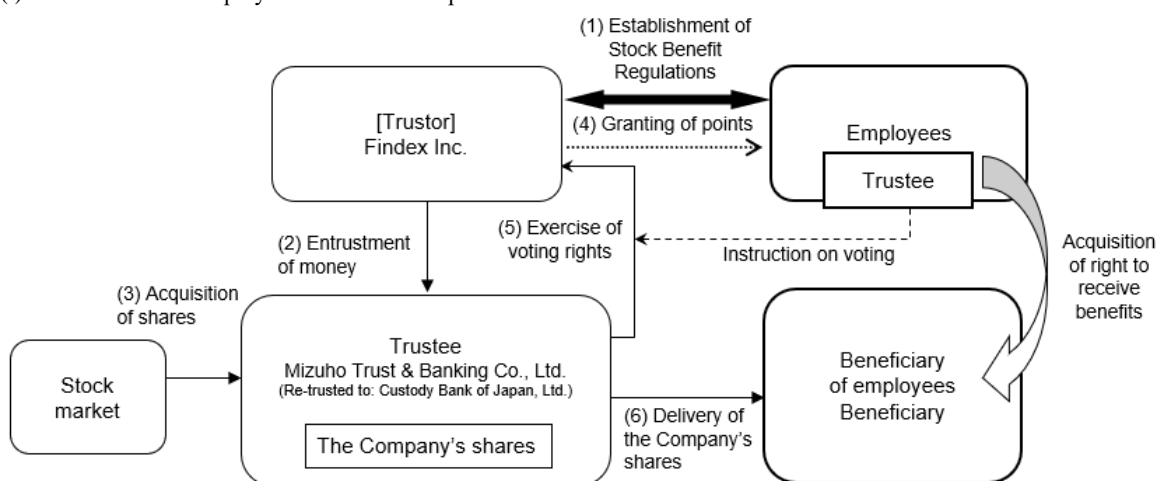 (1) Establishment of
Stock Benefit
Regulations
[Trustor]
Findex Inc.
(4) Granting of points
Employees
Trustee
(2) Entrustment
of money
(5) Exercise of
voting rights
Instruction on voting
Acquisition
of right to
receive
benefits
(3) Acquisition
of shares
Stock
market
Trustee
Mizuho Trust & Banking Co., Ltd.
(Re-trusted to: Custody Bank of Japan, Ltd.)
The Company's shares
(6) Delivery of
the Company's
shares
Beneficiary
of employees
Beneficiary